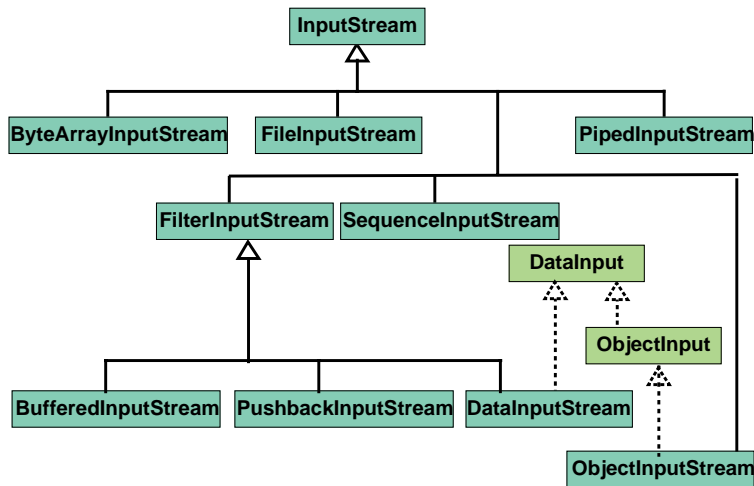 InputStream
ByteArrayInputStream
FileInputStream
PipedInputStream
FilterInputStream
SequenceInputStream
DataInput
ObjectInput
BufferedInputStream
PushbackInputStream
DataInputStream
ObjectInputStream